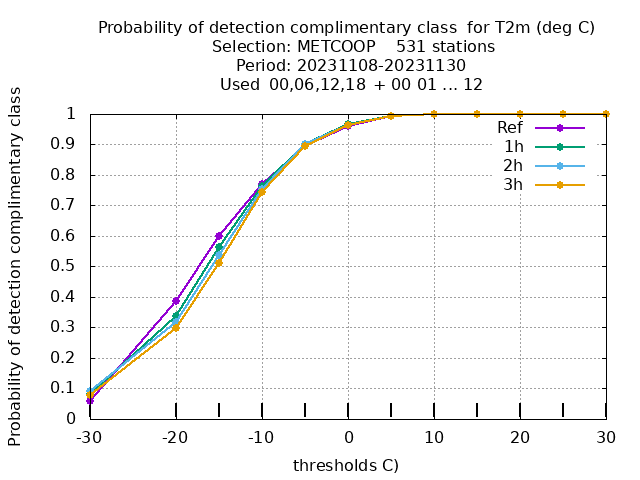 Probability of detection complimentary class for T2m (deg C)
Selection: METCOOP 531 stations
Period: 20231108-20231130
Used 00,06,12,18 + 00 01 ... 12
Probability of detection complimentary class
1
0.9
0.8
0.7
0.6
0.5
0.4
0.3
0.2
0.1
0
Ref
1h
2h
3h
-30 -20 -10 0 10 20 30
thresholds C)